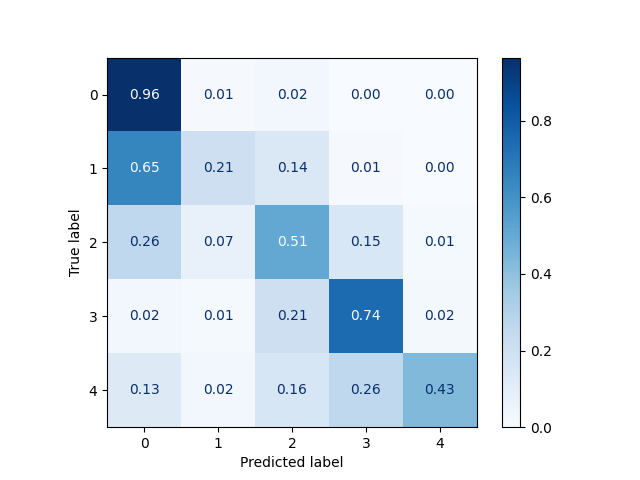 0 0.96 0.01 0.02 0.00 0.00
1 0.65 0.21 0.14 0.01 0.00
2 0.26 0.07 0.51 0.15 0.01
3 0.02 0.01 0.21 0.74 0.02
4 0.13 0.02 0.16 0.26 0.43
0 1 2 3 4
Predicted label
True label
0.8
0.6
0.4
0.2
0.0